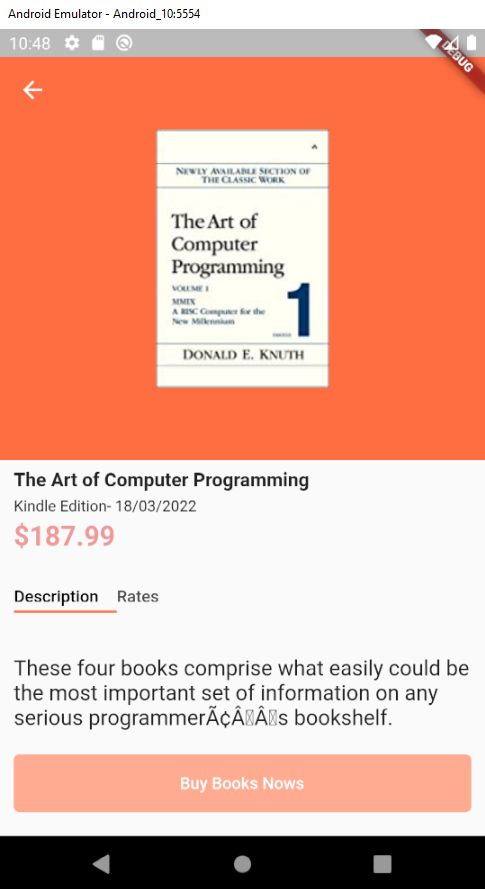 Android Emulator - Android_10:5554
10:48
DEBUG
NEWLY AVAILABLE SECTION OF
THE CLASSIC WORK
The Art of
Computer
Programming
VOLUME 1
MMIX
A RISC Computer for the
New Millennium
1
DONALD E. KNUTH
The Art of Computer Programming
Kindle Edition- 18/03/2022
$187.99
Description Rates
These four books comprise what easily could be
the most important set of information on any
serious programmerÃ¢ÂÂs bookshelf.
Buy Books Nows